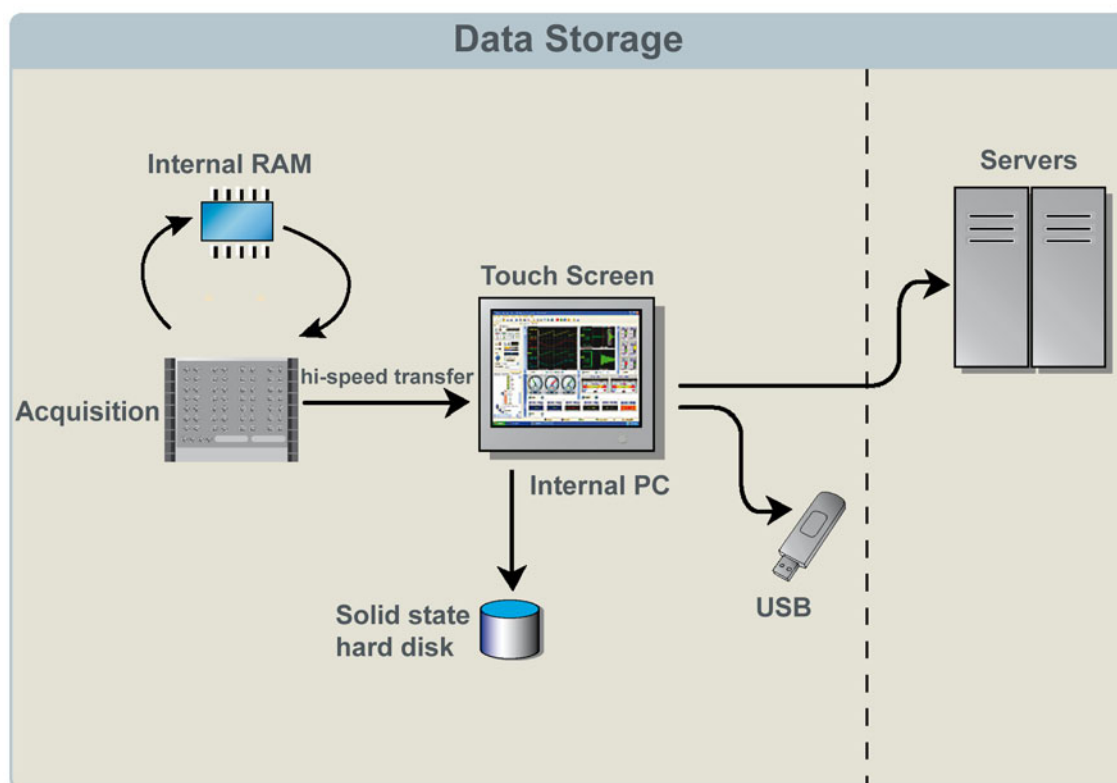 Data Storage
Internal RAM
Servers
Touch Screen
hi-speed transfer
Acquisition
Internal PC
Solid state
hard disk
USB